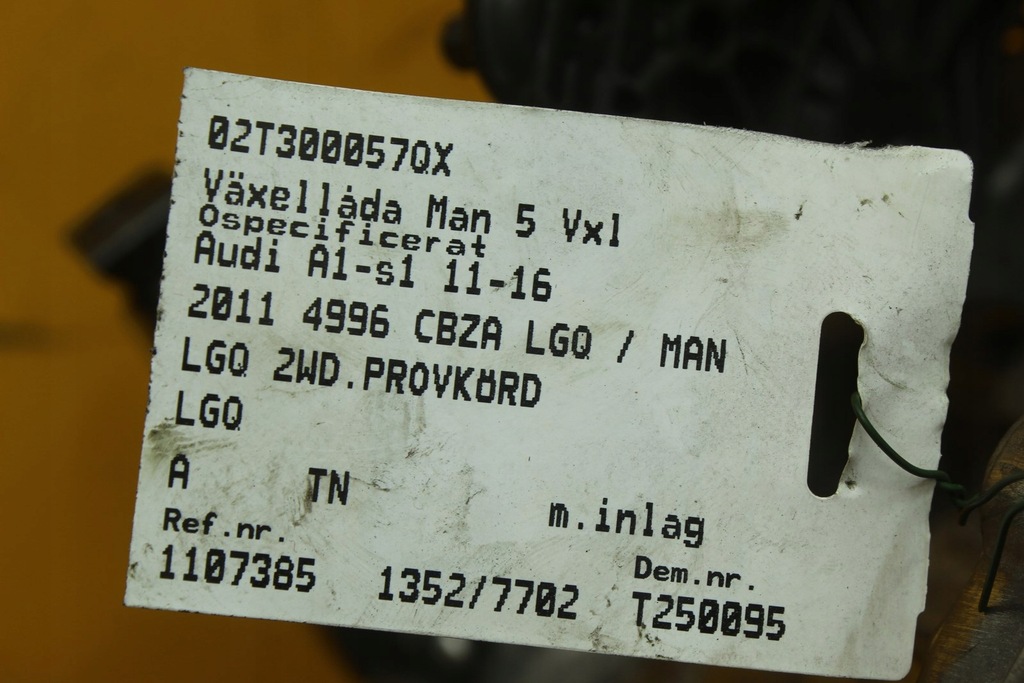 02T300057QX
Växellåda Man 5 Vxl
Ospecificerat
Audi A1-s1 11-16
2011 4996 CBZA LGQ / MAN
LGQ 2WD.PROVKÖRD
LGQ
A TN
m.inlag
Ref.nr.
1107385 1352/7702
Dem.nr.
T250095